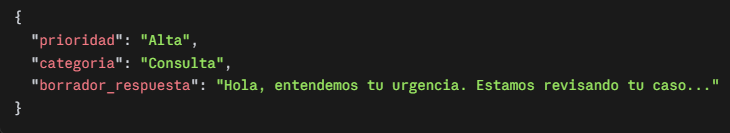 {
  "prioridad": "Alta",
  "categoria": "Consulta",
  "borrador_respuesta": "Hola, entendemos tu urgencia. Estamos revisando tu caso..."
}